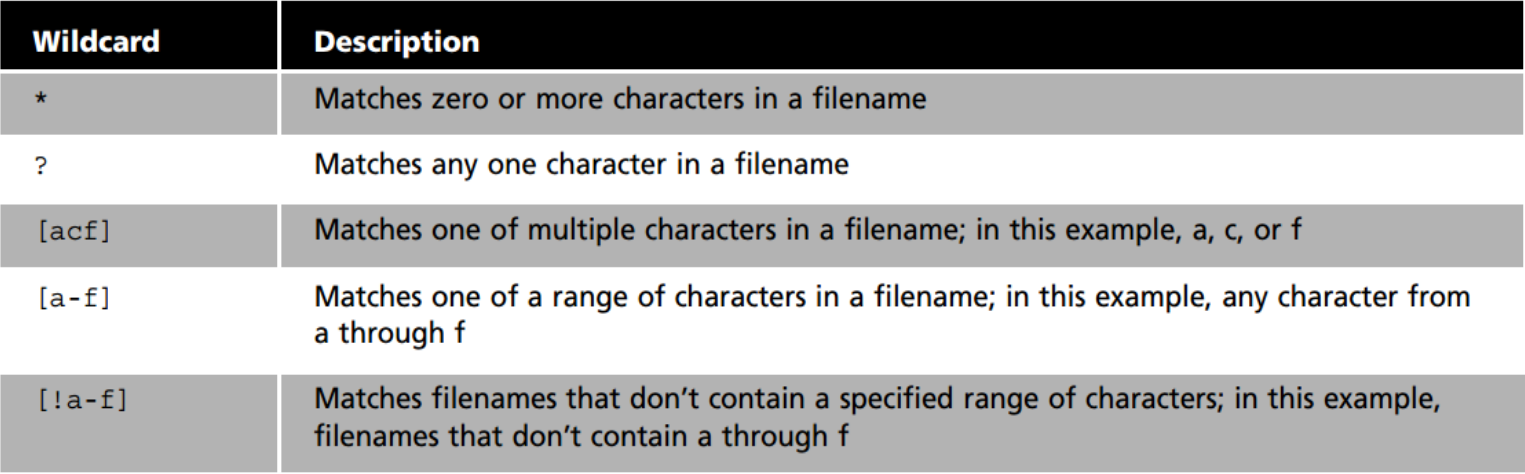 Wildcard Description
* Matches zero or more characters in a filename
? Matches any one character in a filename
[acf] Matches one of multiple characters in a filename; in this example, a, c, or f
[a-f] Matches one of a range of characters in a filename; in this example, any character from
a through f
[!a-f] Matches filenames that don’t contain a specified range of characters; in this example,
filenames that don’t contain a through f